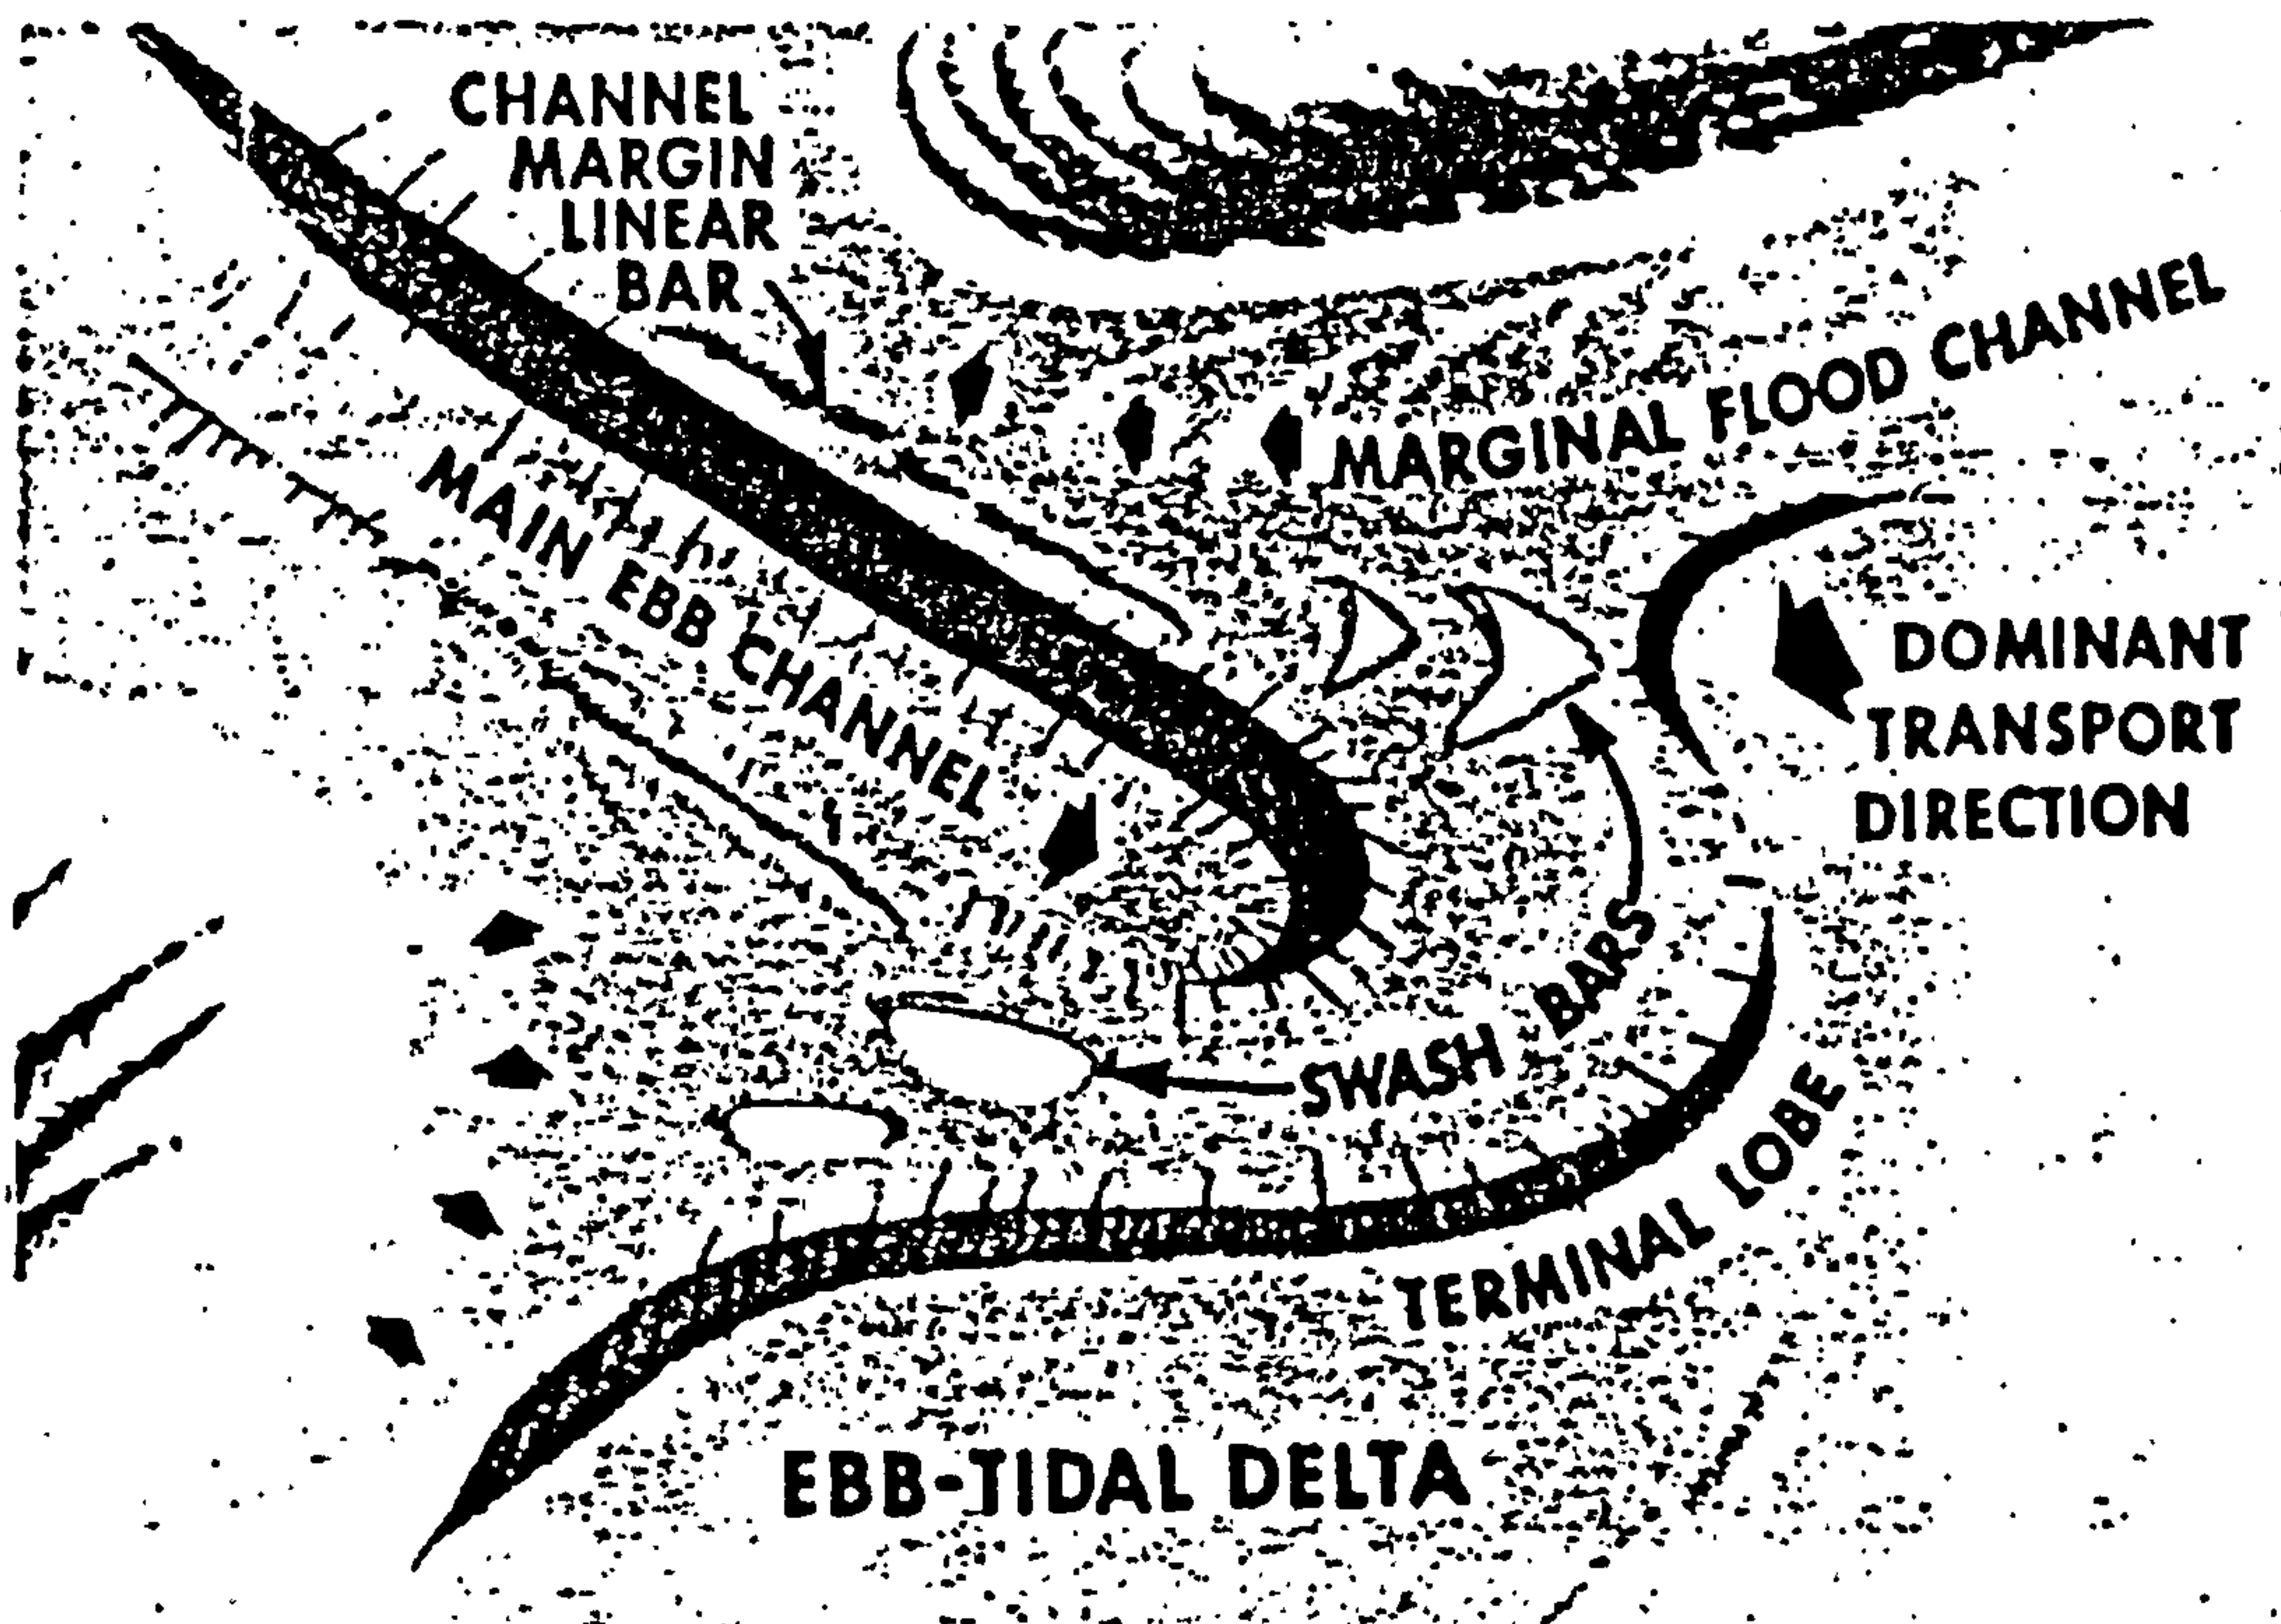 CHANNEL
MARGIN
LINEAR
BAR
MARGINAL FLOOD CHANNEL
MAIN EBB CHANNEL
DOMINANT
TRANSPORT
DIRECTION
SWASH BARS
TERMINAL LOBE
EBB-TIDAL DELTA